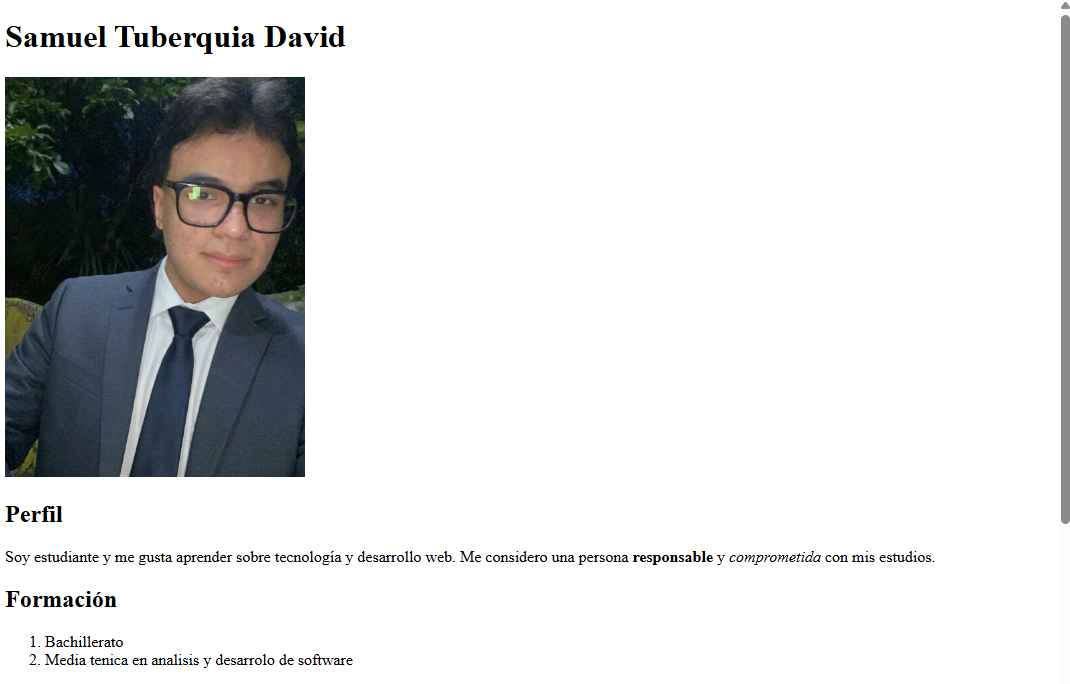 Samuel Tuberquia David
Perfil
Soy estudiante y me gusta aprender sobre tecnología y desarrollo web. Me considero una persona responsable y comprometida con mis estudios.
Formación
1. Bachillerato
2. Media tenica en analisis y desarrolo de software